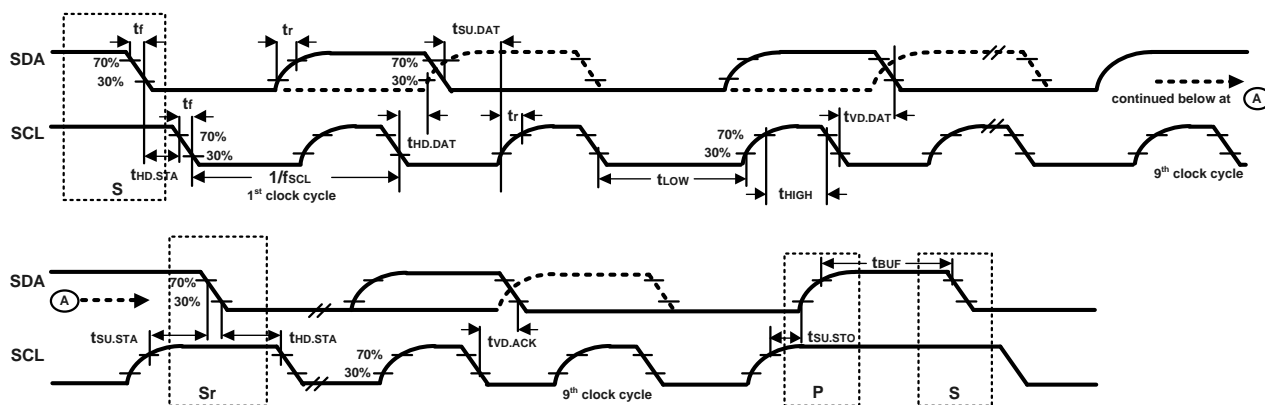 tf
tr
tSU.DAT
SDA
70%
30%
70%
30%
continued below at A
tf
tr
tVD.DAT
SCL
70%
30%
tHD.DAT
70%
30%
tHD.STA
S
1/fSCL
1st clock cycle
tLOW
tHIGH
9th clock cycle
SDA
70%
30%
A
tBUF
tSU.STA
tHD.STA
tVD.ACK
tSU.STO
SCL
70%
30%
Sr
9th clock cycle
P
S